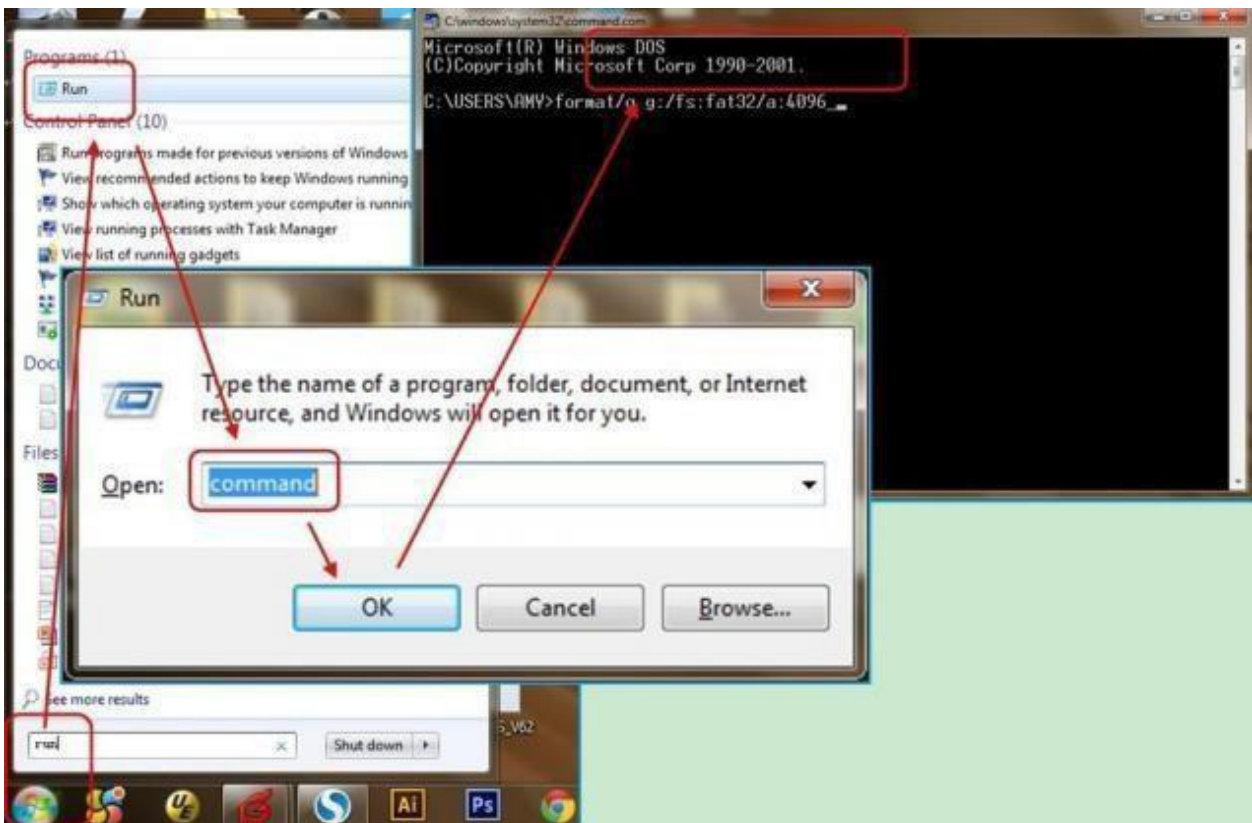 Programs (1)
Run
Control Panel (10)
Run programs made for previous versions of Windows
View recommended actions to keep Windows running
Show which operating system your computer is runnin
View running processes with Task Manager
View list of running gadgets
Docu
Files
See more results
run
Shut down
C:\windows\system32\command.com
Microsoft(R) Windows DOS
(C)Copyright Microsoft Corp 1990-2001.
C:\USERS\AMY>format/q g:/fs:fat32/a:4096_
Run
Type the name of a program, folder, document, or Internet
resource, and Windows will open it for you.
Open:
command
OK
Cancel
Browse...
S_V62
UE
Ai
Ps